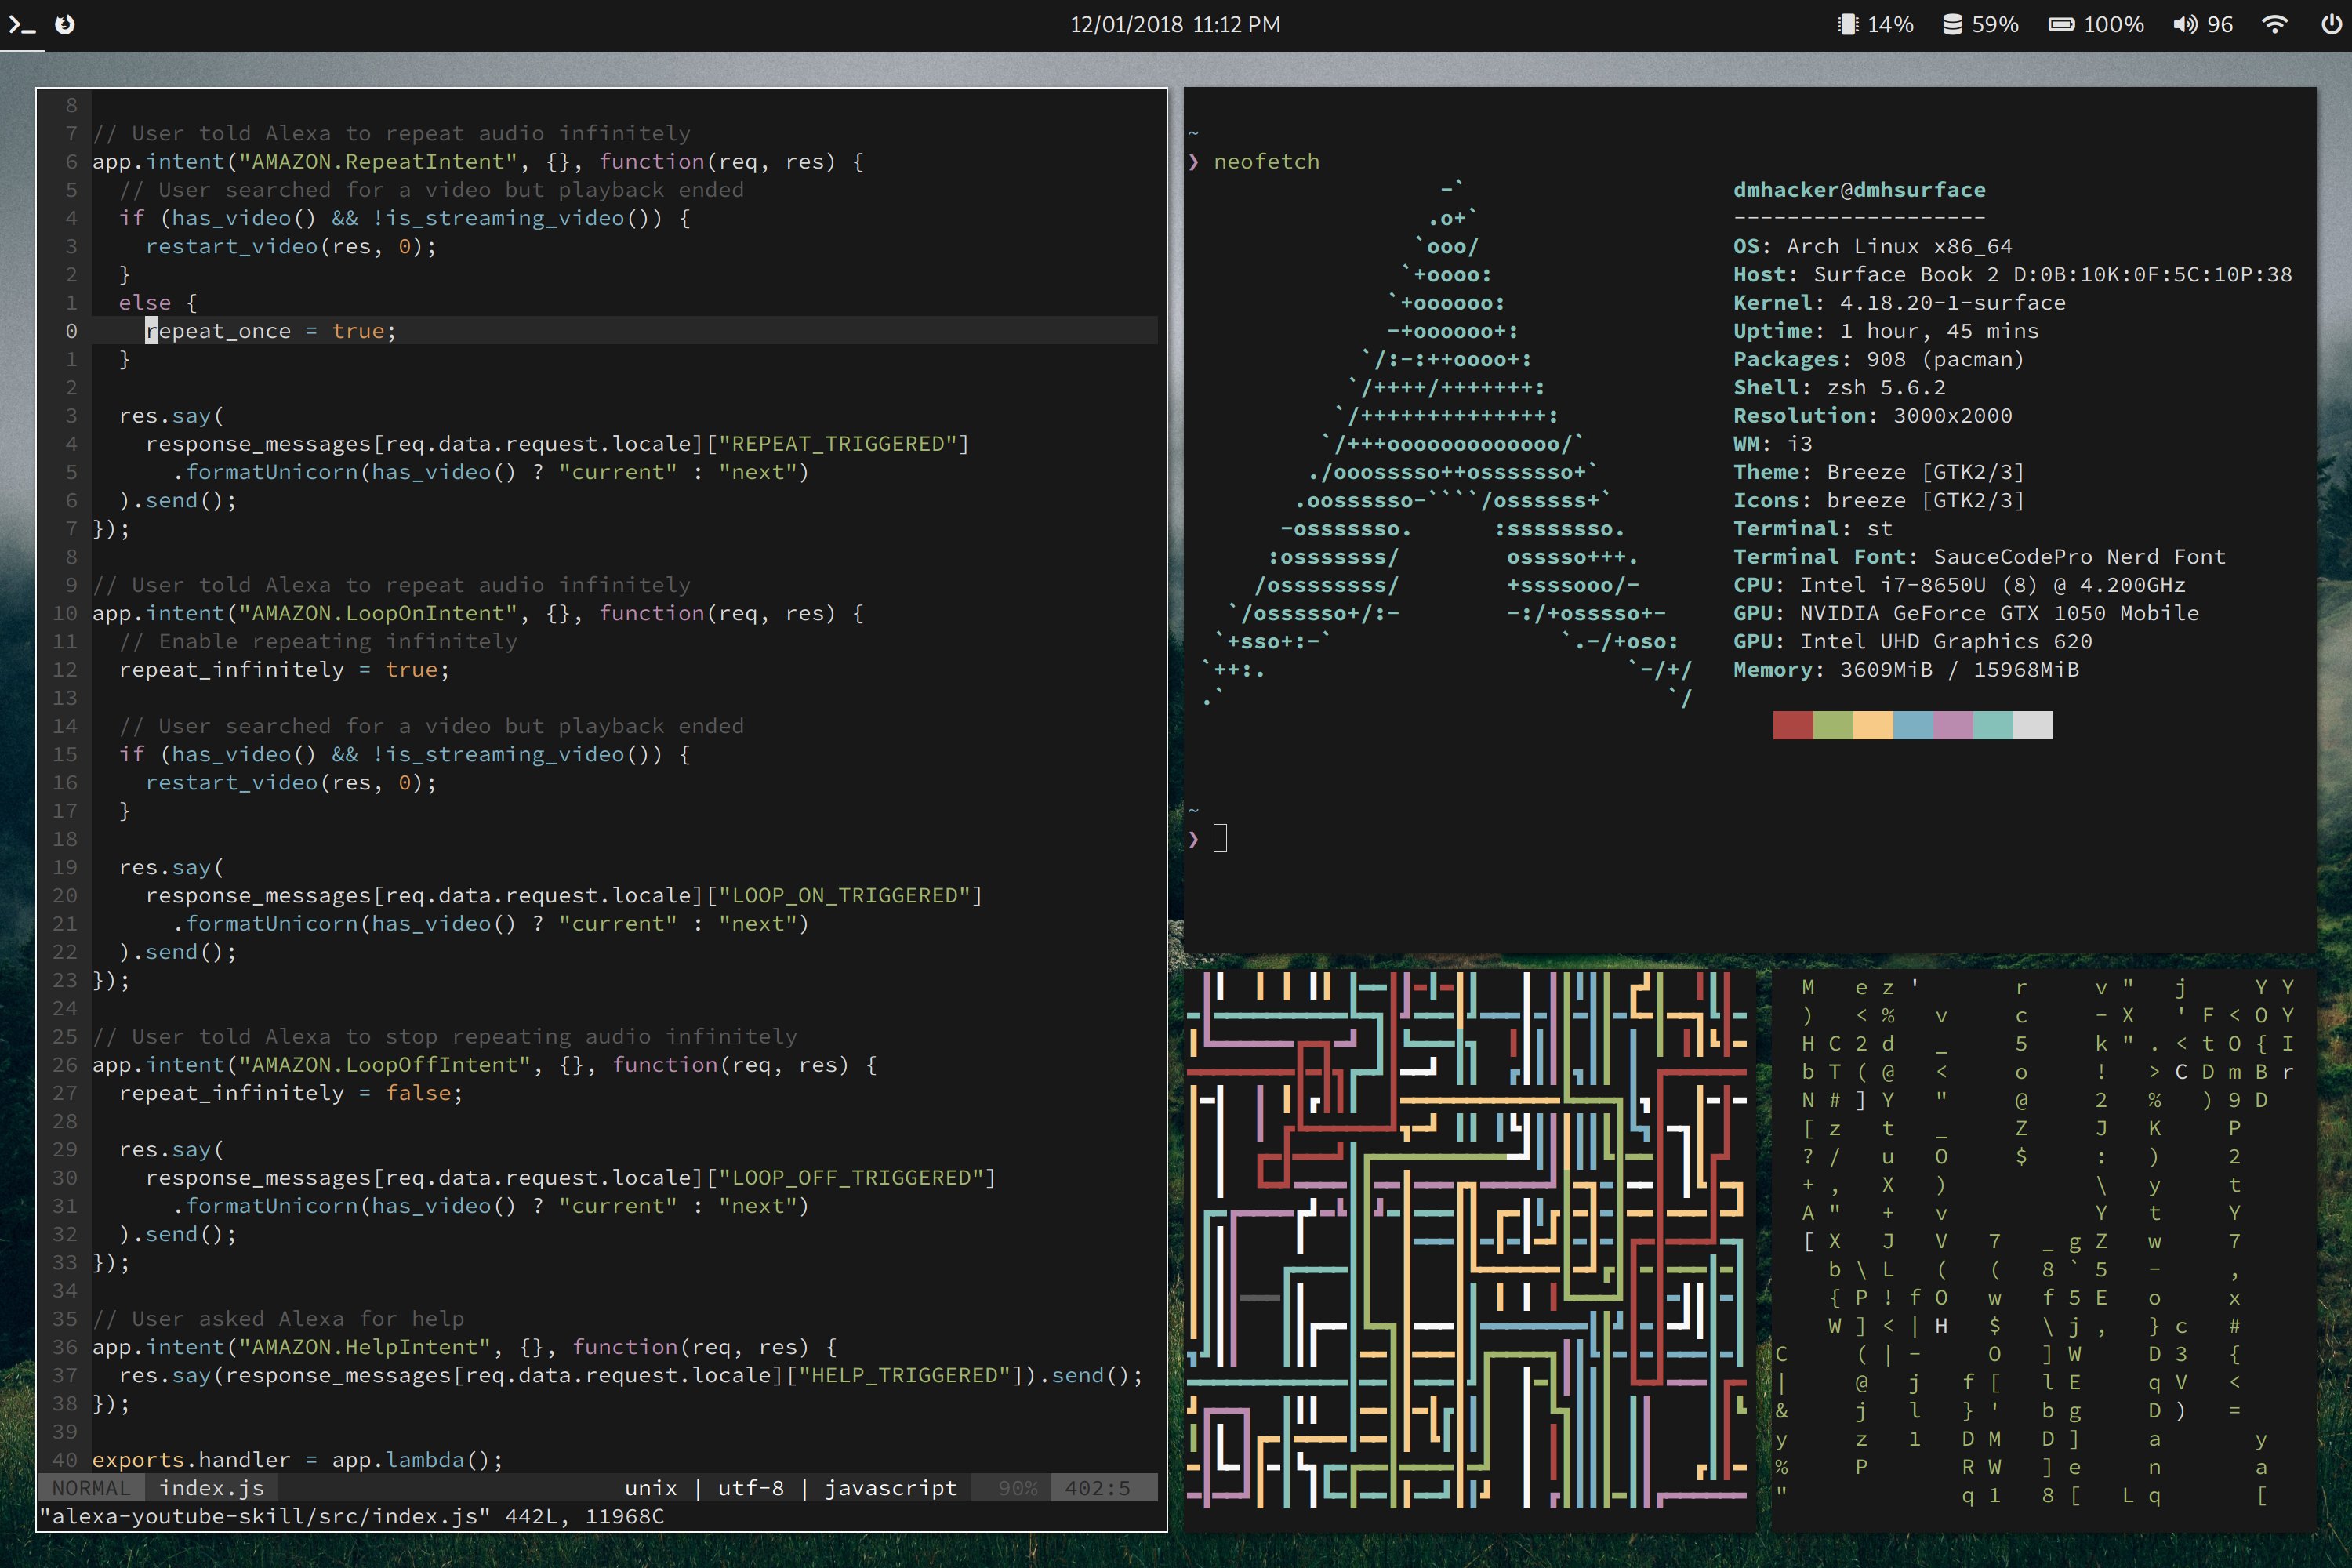 12/01/2018 11:12 PM
14% 59% 100% 96
8
7 // User told Alexa to repeat audio infinitely
6 app.intent("AMAZON.RepeatIntent", {}, function(req, res) {
5   // User searched for a video but playback ended
4   if (has_video() && !is_streaming_video()) {
3     restart_video(res, 0);
2   }
1   else {
0     repeat_once = true;
1   }
2
3   res.say(
4     response_messages[req.data.request.locale]["REPEAT_TRIGGERED"]
5       .formatUnicorn(has_video() ? "current" : "next")
6   ).send();
7 });
8
9 // User told Alexa to repeat audio infinitely
10 app.intent("AMAZON.LoopOnIntent", {}, function(req, res) {
11   // Enable repeating infinitely
12   repeat_infinitely = true;
13
14   // User searched for a video but playback ended
15   if (has_video() && !is_streaming_video()) {
16     restart_video(res, 0);
17   }
18
19   res.say(
20     response_messages[req.data.request.locale]["LOOP_ON_TRIGGERED"]
21       .formatUnicorn(has_video() ? "current" : "next")
22   ).send();
23 });
24
25 // User told Alexa to stop repeating audio infinitely
26 app.intent("AMAZON.LoopOffIntent", {}, function(req, res) {
27   repeat_infinitely = false;
28
29   res.say(
30     response_messages[req.data.request.locale]["LOOP_OFF_TRIGGERED"]
31       .formatUnicorn(has_video() ? "current" : "next")
32   ).send();
33 });
34
35 // User asked Alexa for help
36 app.intent("AMAZON.HelpIntent", {}, function(req, res) {
37   res.say(response_messages[req.data.request.locale]["HELP_TRIGGERED"]).send();
38 });
39
40 exports.handler = app.lambda();
NORMAL index.js unix | utf-8 | javascript 90% 402:5
"alexa-youtube-skill/src/index.js" 442L, 11968C
~
❯ neofetch
dmhacker@dmhsurface
-------------------
OS: Arch Linux x86_64
Host: Surface Book 2 D:0B:10K:0F:5C:10P:38
Kernel: 4.18.20-1-surface
Uptime: 1 hour, 45 mins
Packages: 908 (pacman)
Shell: zsh 5.6.2
Resolution: 3000x2000
WM: i3
Theme: Breeze [GTK2/3]
Icons: breeze [GTK2/3]
Terminal: st
Terminal Font: SauceCodePro Nerd Font
CPU: Intel i7-8650U (8) @ 4.200GHz
GPU: NVIDIA GeForce GTX 1050 Mobile
GPU: Intel UHD Graphics 620
Memory: 3609MiB / 15968MiB
~
❯
M e z ' r v " j Y Y
) < % v c - X ' F < O Y
H C 2 d _ 5 k " . < t O { I
b T ( @ < o ! > C D m B r
N # ] Y " @ 2 % ) 9 D
[ z t _ Z J K P
? / u O $ : ) 2
+ , X ) \ y t
A " + v Y t Y
[ X J V 7 _ g Z w 7
b \ L ( ( 8 ` 5 - ,
{ P ! f O w f 5 E o x
W ] < | H $ \ j , } c #
C ( | - O ] W D 3 {
| @ j f [ l E q V <
& j l } ' b g D ) =
y z 1 D M D ] a y
% P R W ] e n a
" q 1 8 [ L q [